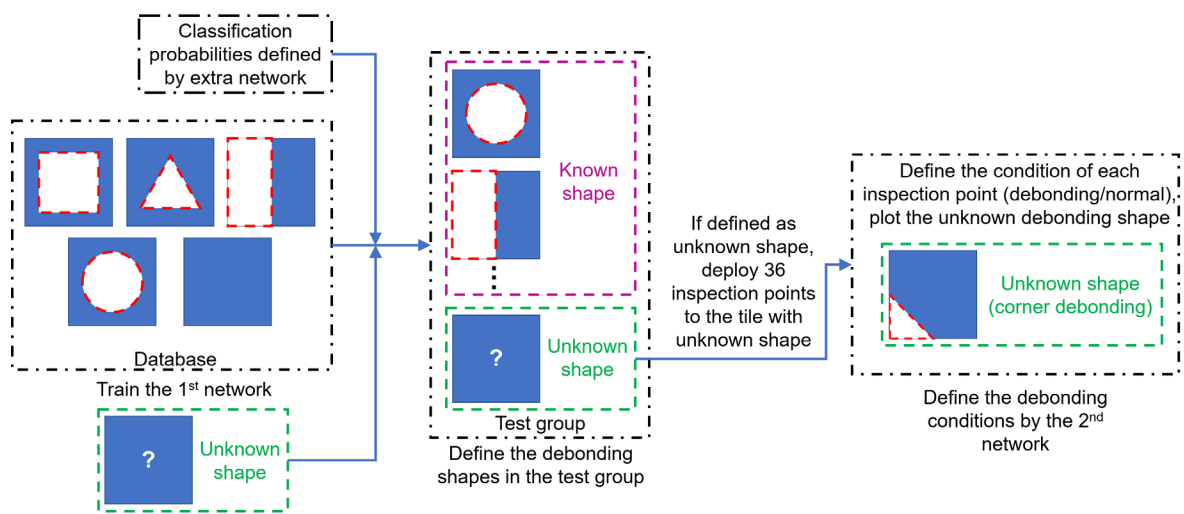 Classification
probabilities defined
by extra network
Database
Train the 1st network
?
Unknown
shape
Known
shape
?
Unknown
shape
Test group
Define the debonding
shapes in the test group
If defined as
unknown shape,
deploy 36
inspection points
to the tile with
unknown shape
Define the condition of each
inspection point (debonding/normal),
plot the unknown debonding shape
Unknown shape
(corner debonding)
Define the debonding
conditions by the 2nd
network